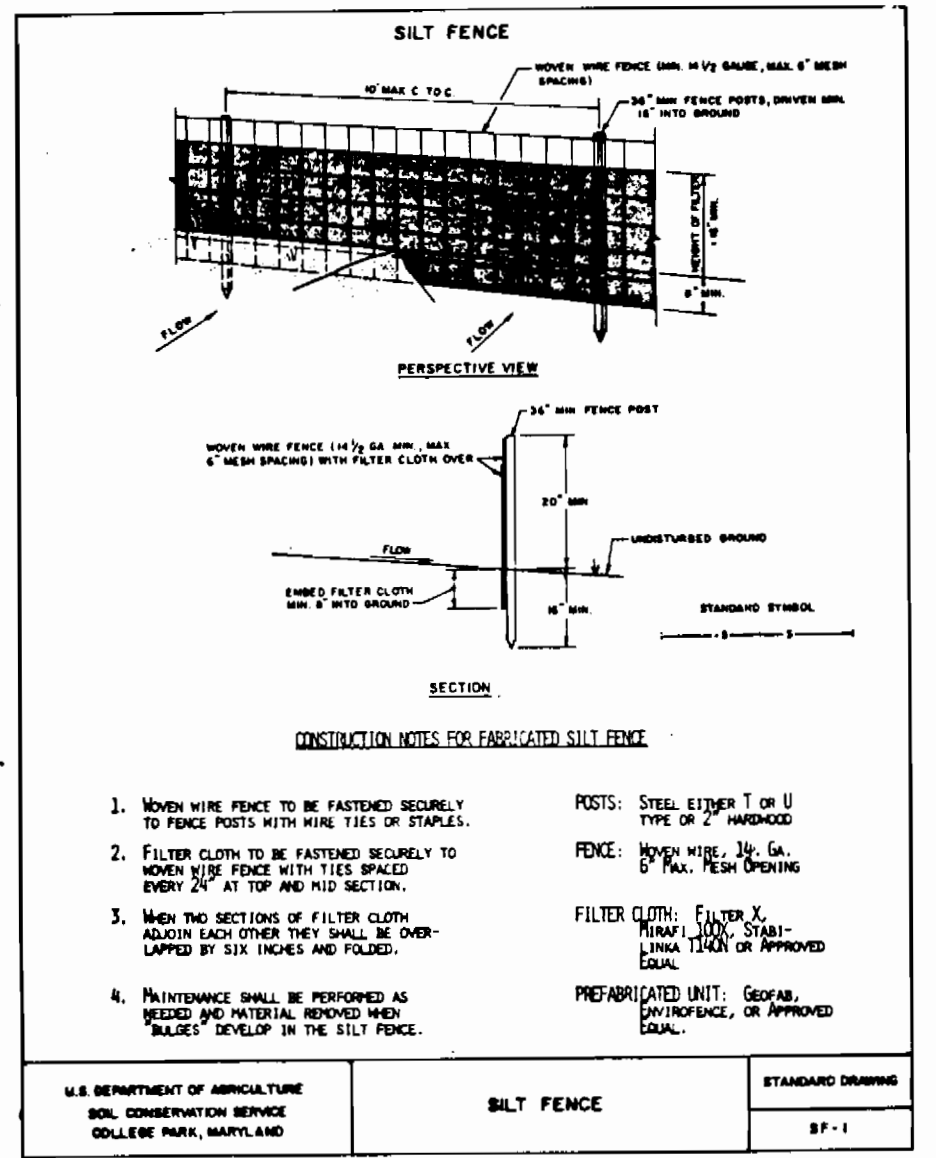 SILT FENCE
WOVEN WIRE FENCE (MIN. 14 1/2 GAUGE, MAX. 6" MESH
SPACING)
10' MAX C. TO C.
36" MIN FENCE POSTS, DRIVEN MIN.
16" INTO GROUND
HEIGHT OF FILTER
MIN.
8" MIN.
FLOW
FLOW
PERSPECTIVE VIEW
36" MIN FENCE POST
WOVEN WIRE FENCE (14 1/2 GA. MIN., MAX
6" MESH SPACING) WITH FILTER CLOTH OVER
20" MIN
FLOW
UNDISTURBED GROUND
EMBED FILTER CLOTH
MIN. 8" INTO GROUND
16" MIN.
STANDARD SYMBOL
S S
SECTION
CONSTRUCTION NOTES FOR FABRICATED SILT FENCE
1. WOVEN WIRE FENCE TO BE FASTENED SECURELY
TO FENCE POSTS WITH WIRE TIES OR STAPLES.
2. FILTER CLOTH TO BE FASTENED SECURELY TO
WOVEN WIRE FENCE WITH TIES SPACED
EVERY 24" AT TOP AND MID SECTION.
3. WHEN TWO SECTIONS OF FILTER CLOTH
ADJOIN EACH OTHER THEY SHALL BE OVER-
LAPPED BY SIX INCHES AND FOLDED.
4. MAINTENANCE SHALL BE PERFORMED AS
NEEDED AND MATERIAL REMOVED WHEN
"BULGES" DEVELOP IN THE SILT FENCE.
POSTS: STEEL EITHER T OR U
TYPE OR 2" HARDWOOD
FENCE: WOVEN WIRE, 14. GA.
6" MAX. MESH OPENING
FILTER CLOTH: FILTER X,
MIRAFI 100X, STABI-
LINKA T140N OR APPROVED
EQUAL
PREFABRICATED UNIT: GEOFAB,
ENVIROFENCE, OR APPROVED
EQUAL.
U.S. DEPARTMENT OF AGRICULTURE
SOIL CONSERVATION SERVICE
COLLEGE PARK, MARYLAND
SILT FENCE
STANDARD DRAWING
SF-1